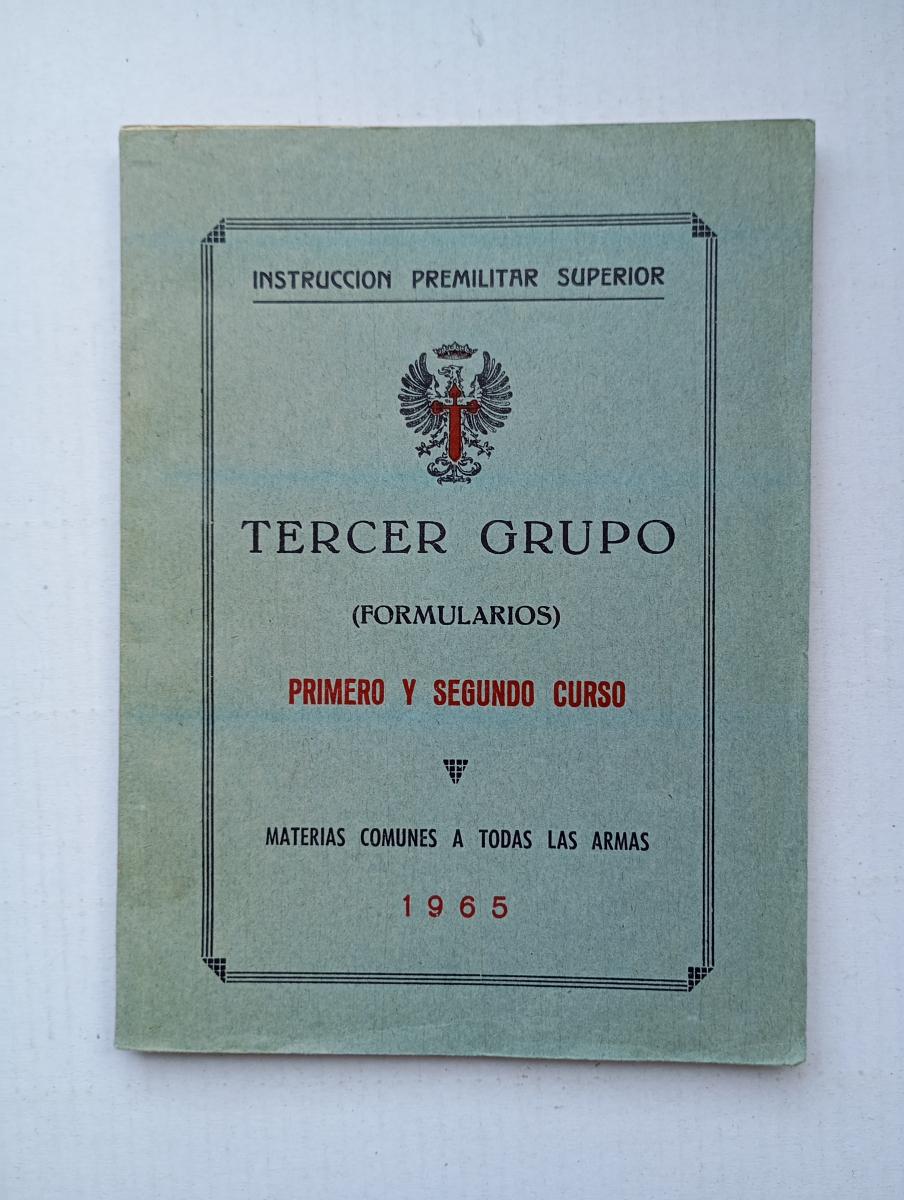 INSTRUCCION PREMILITAR SUPERIOR
TERCER GRUPO
(FORMULARIOS)
PRIMERO Y SEGUNDO CURSO
MATERIAS COMUNES A TODAS LAS ARMAS
1965